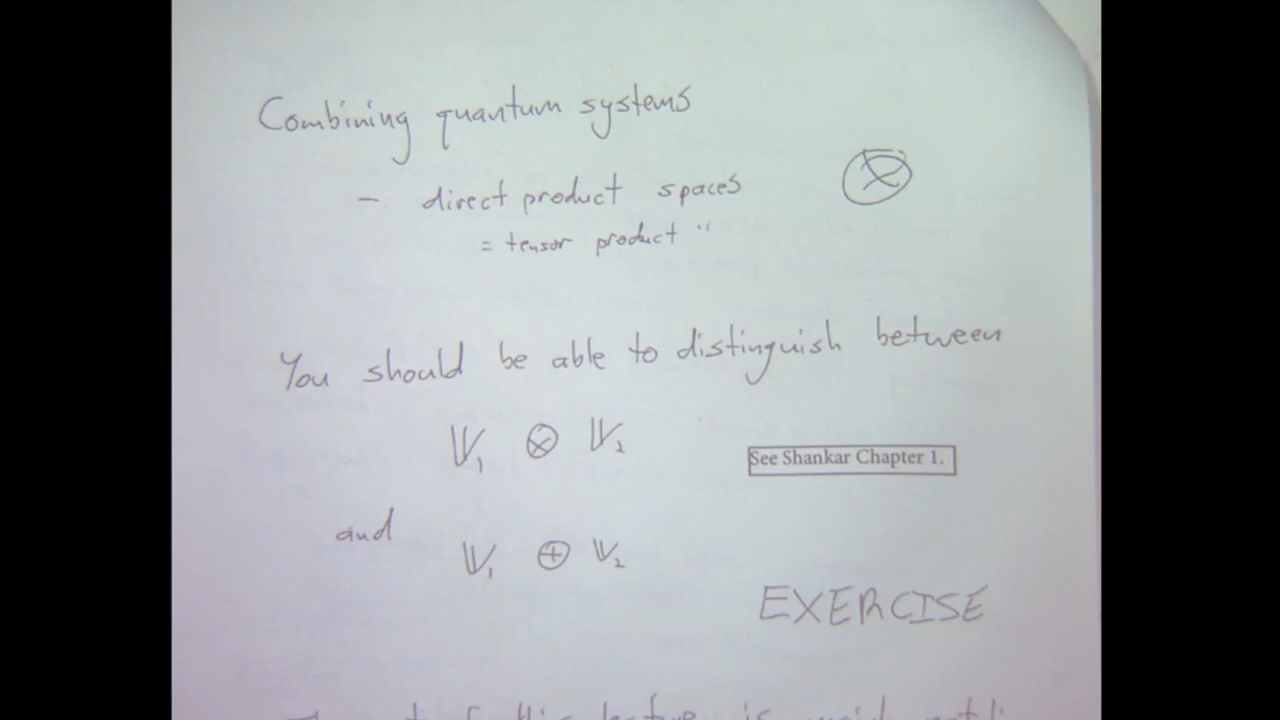 Combining quantum systems
- direct product spaces ⊗
= tensor product "
You should be able to distinguish between
𝕍₁ ⊗ 𝕍₂
See Shankar Chapter 1.
and
𝕍₁ ⊕ 𝕍₂
EXERCISE